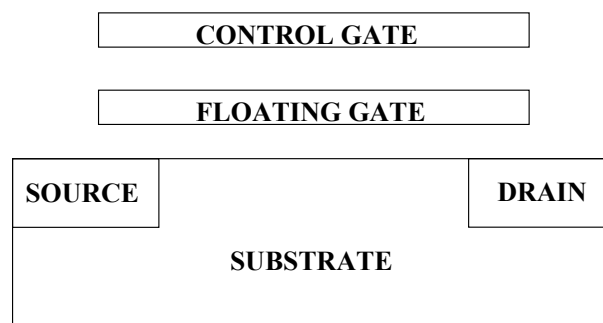 CONTROL GATE
FLOATING GATE
SOURCE
DRAIN
SUBSTRATE